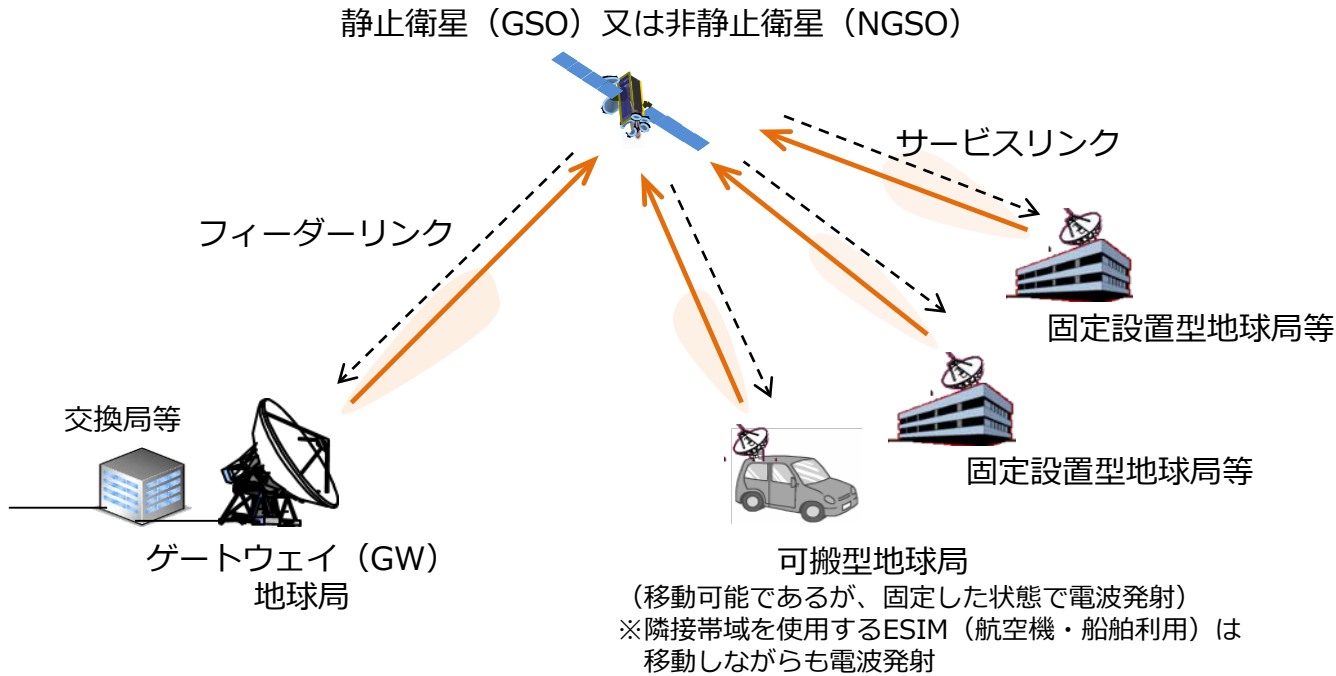 静止衛星（GSO）又は非静止衛星（NGSO）
サービスリンク
フィーダーリンク
固定設置型地球局等
交換局等
固定設置型地球局等
ゲートウェイ（GW）
地球局
可搬型地球局
（移動可能であるが、固定した状態で電波発射）
※隣接帯域を使用するESIM（航空機・船舶利用）は
移動しながらも電波発射